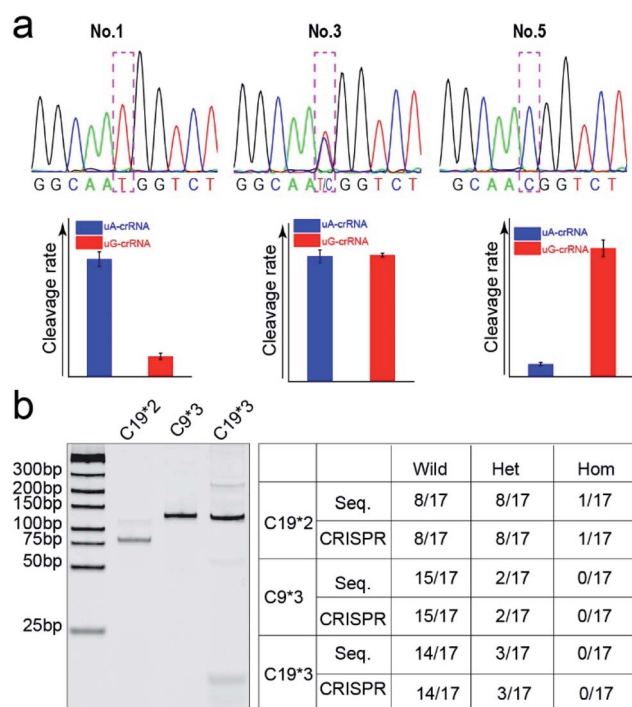 a
No.1
No.3
No.5
GGCAATGGTCT
GGCAAT/CGGTCT
GCAACGGTCT
Cleavage rate
uA-crRNA
uG-crRNA
Cleavage rate
uA-crRNA
uG-crRNA
Cleavage rate
uA-crRNA
uG-crRNA
b
C19*2
C9*3
C19*3
300bp
200bp
150bp
100bp
75bp
50bp
25bp
Wild Het Hom
C19*2
Seq. 8/17 8/17 1/17
CRISPR 8/17 8/17 1/17
C9*3
Seq. 15/17 2/17 0/17
CRISPR 15/17 2/17 0/17
C19*3
Seq. 14/17 3/17 0/17
CRISPR 14/17 3/17 0/17